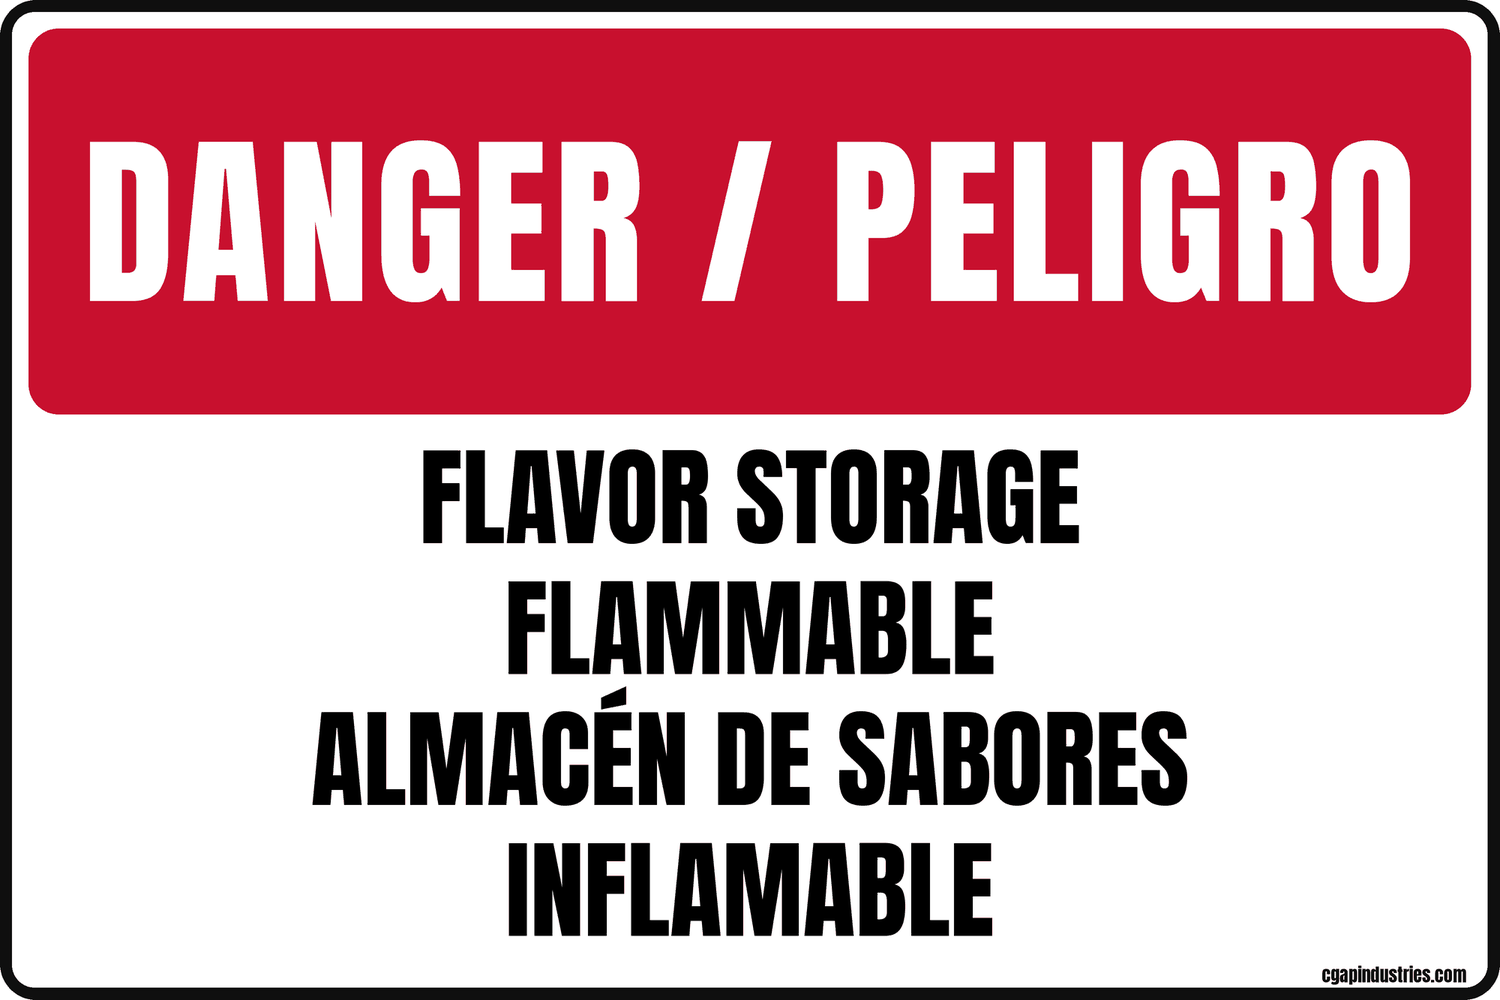 DANGER / PELIGRO
FLAVOR STORAGE
FLAMMABLE
ALMACÉN DE SABORES
INFLAMABLE
cgapindustries.com